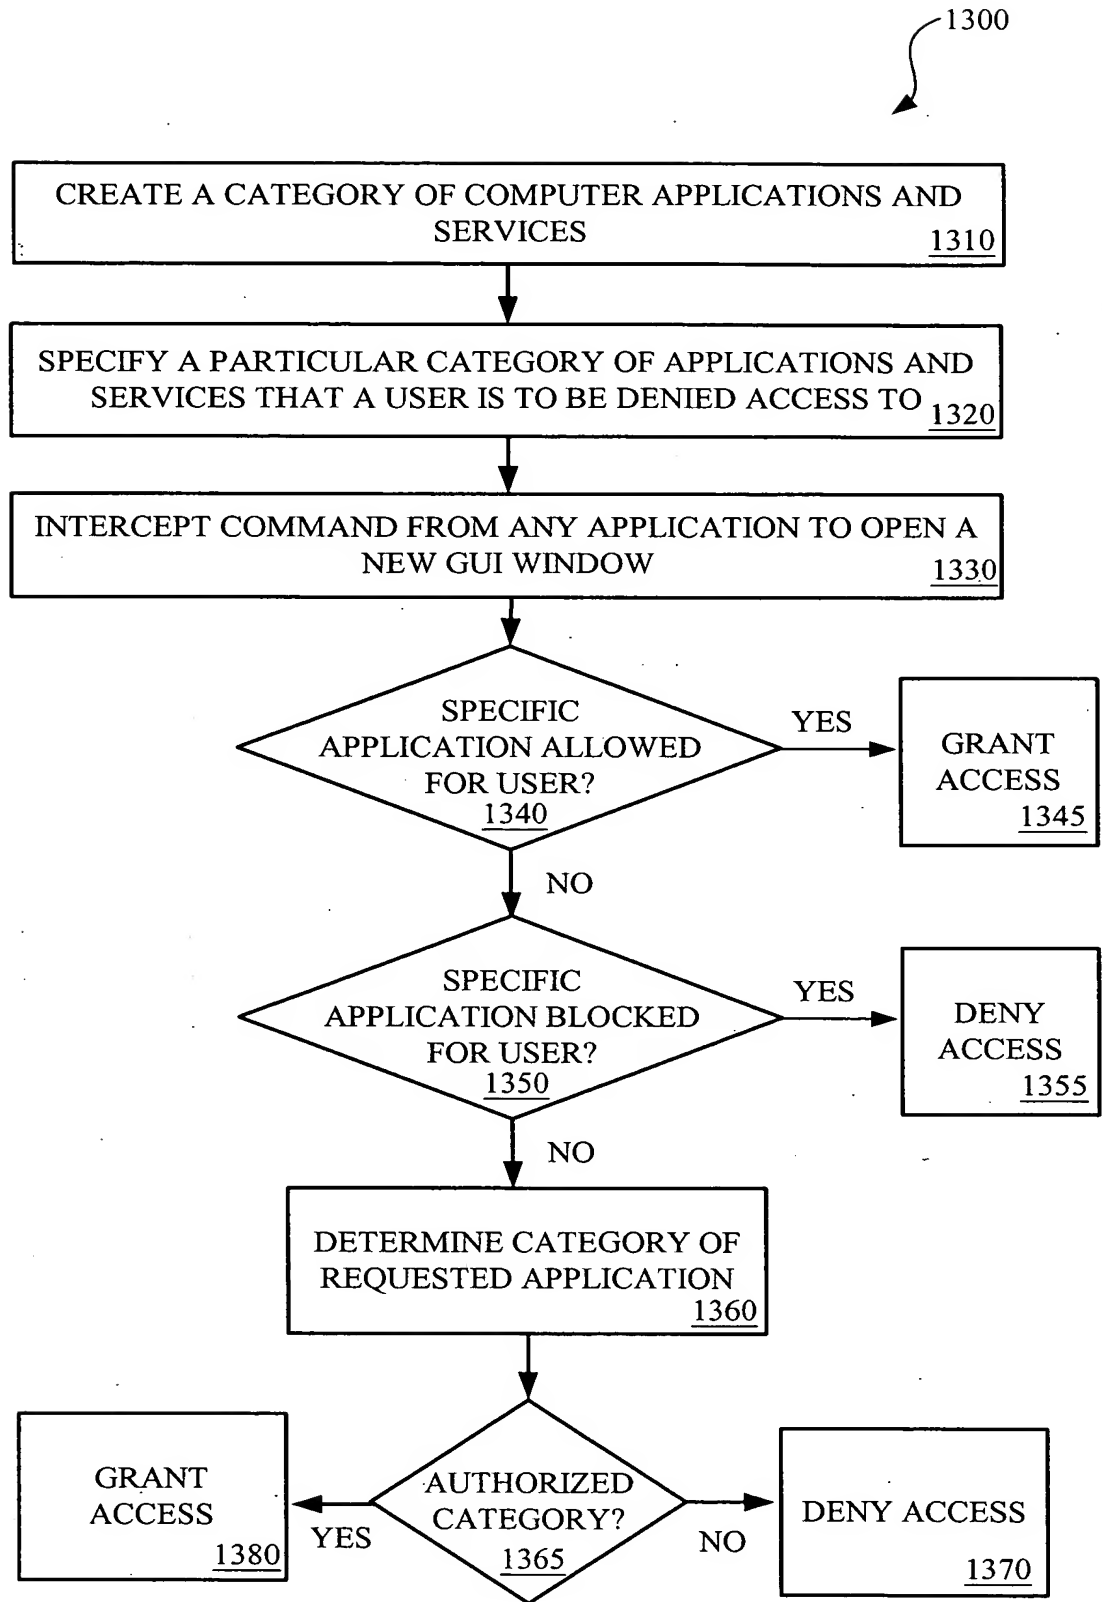 1300
CREATE A CATEGORY OF COMPUTER APPLICATIONS AND
SERVICES
1310
SPECIFY A PARTICULAR CATEGORY OF APPLICATIONS AND
SERVICES THAT A USER IS TO BE DENIED ACCESS TO
1320
INTERCEPT COMMAND FROM ANY APPLICATION TO OPEN A
NEW GUI WINDOW
1330
SPECIFIC
APPLICATION ALLOWED
FOR USER?
1340
YES
GRANT
ACCESS
1345
NO
SPECIFIC
APPLICATION BLOCKED
FOR USER?
1350
YES
DENY
ACCESS
1355
NO
DETERMINE CATEGORY OF
REQUESTED APPLICATION
1360
AUTHORIZED
CATEGORY?
1365
YES
GRANT
ACCESS
1380
NO
DENY ACCESS
1370